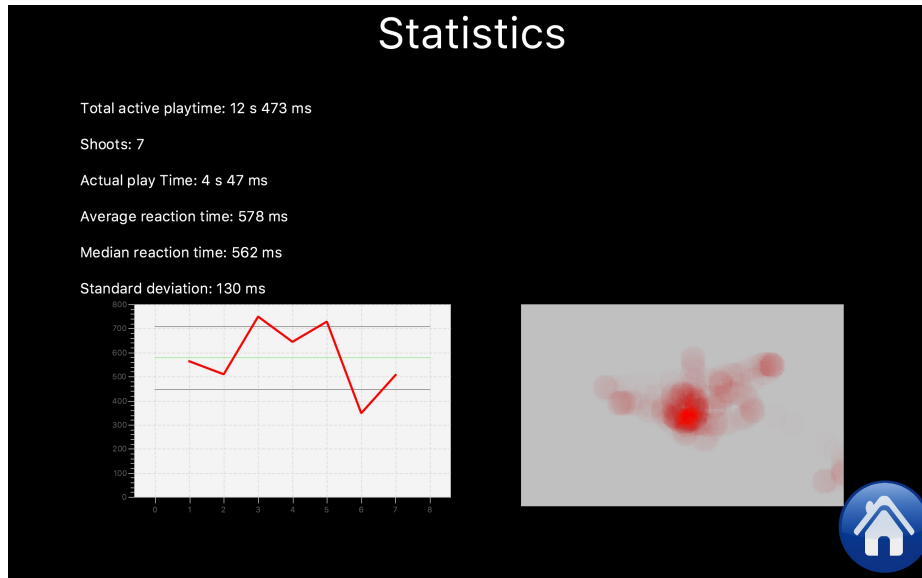 Statistics
Total active playtime: 12 s 473 ms
Shoots: 7
Actual play Time: 4 s 47 ms
Average reaction time: 578 ms
Median reaction time: 562 ms
Standard deviation: 130 ms
800
700
600
500
400
300
200
100
0
0 1 2 3 4 5 6 7 8